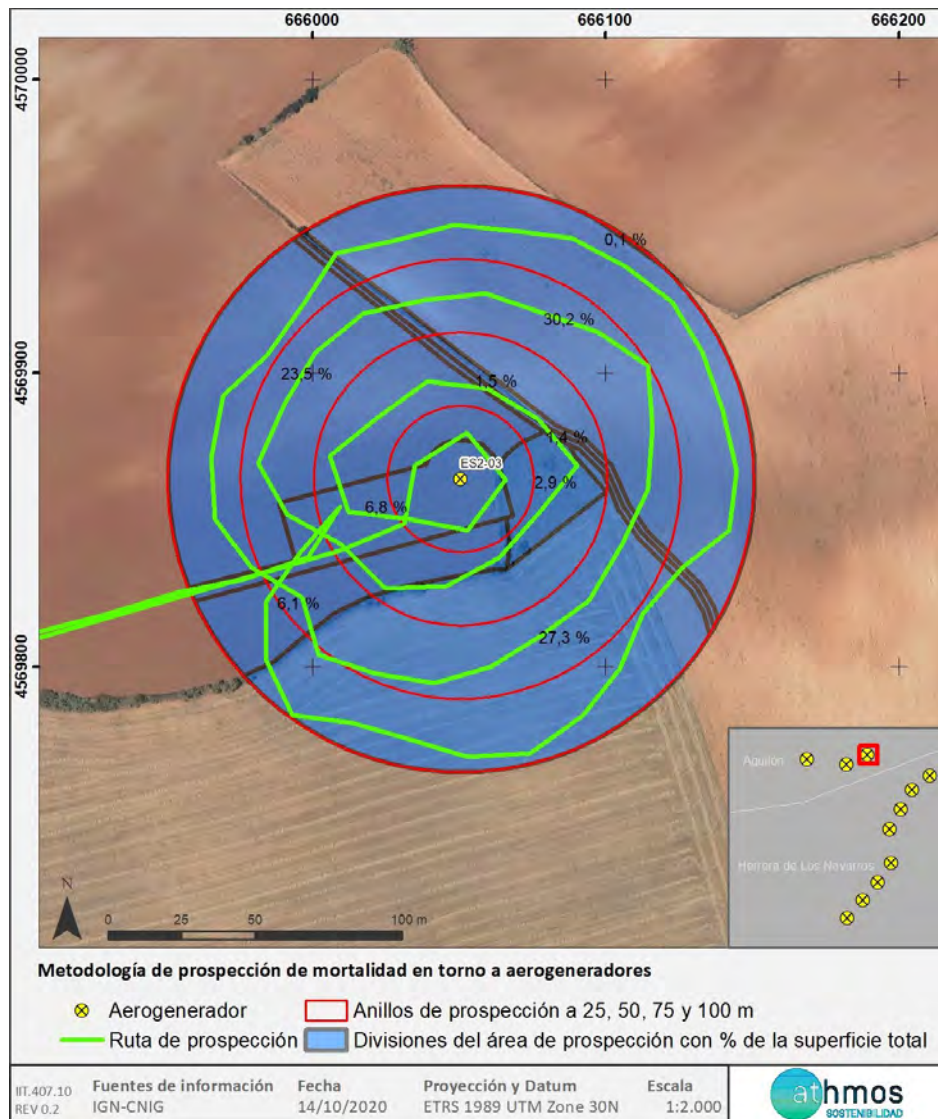 666000 666100 666200
4570000
0,1 %
30,2 %
4569900
23,5 %
1,5 %
1,4 %
ES2-03
2,9 %
6,8 %
6,1 %
27,3 %
4569800
Aguilón
Herrera de Los Navarros
N
0 25 50 100 m
Metodología de prospección de mortalidad en torno a aerogeneradores
Aerogenerador Anillos de prospección a 25, 50, 75 y 100 m
Ruta de prospección Divisiones del área de prospección con % de la superficie total
IIT.407.10 Fuentes de información Fecha Proyección y Datum Escala
REV 0.2 IGN-CNIG 14/10/2020 ETRS 1989 UTM Zone 30N 1:2.000
athmos
SOSTENIBILIDAD